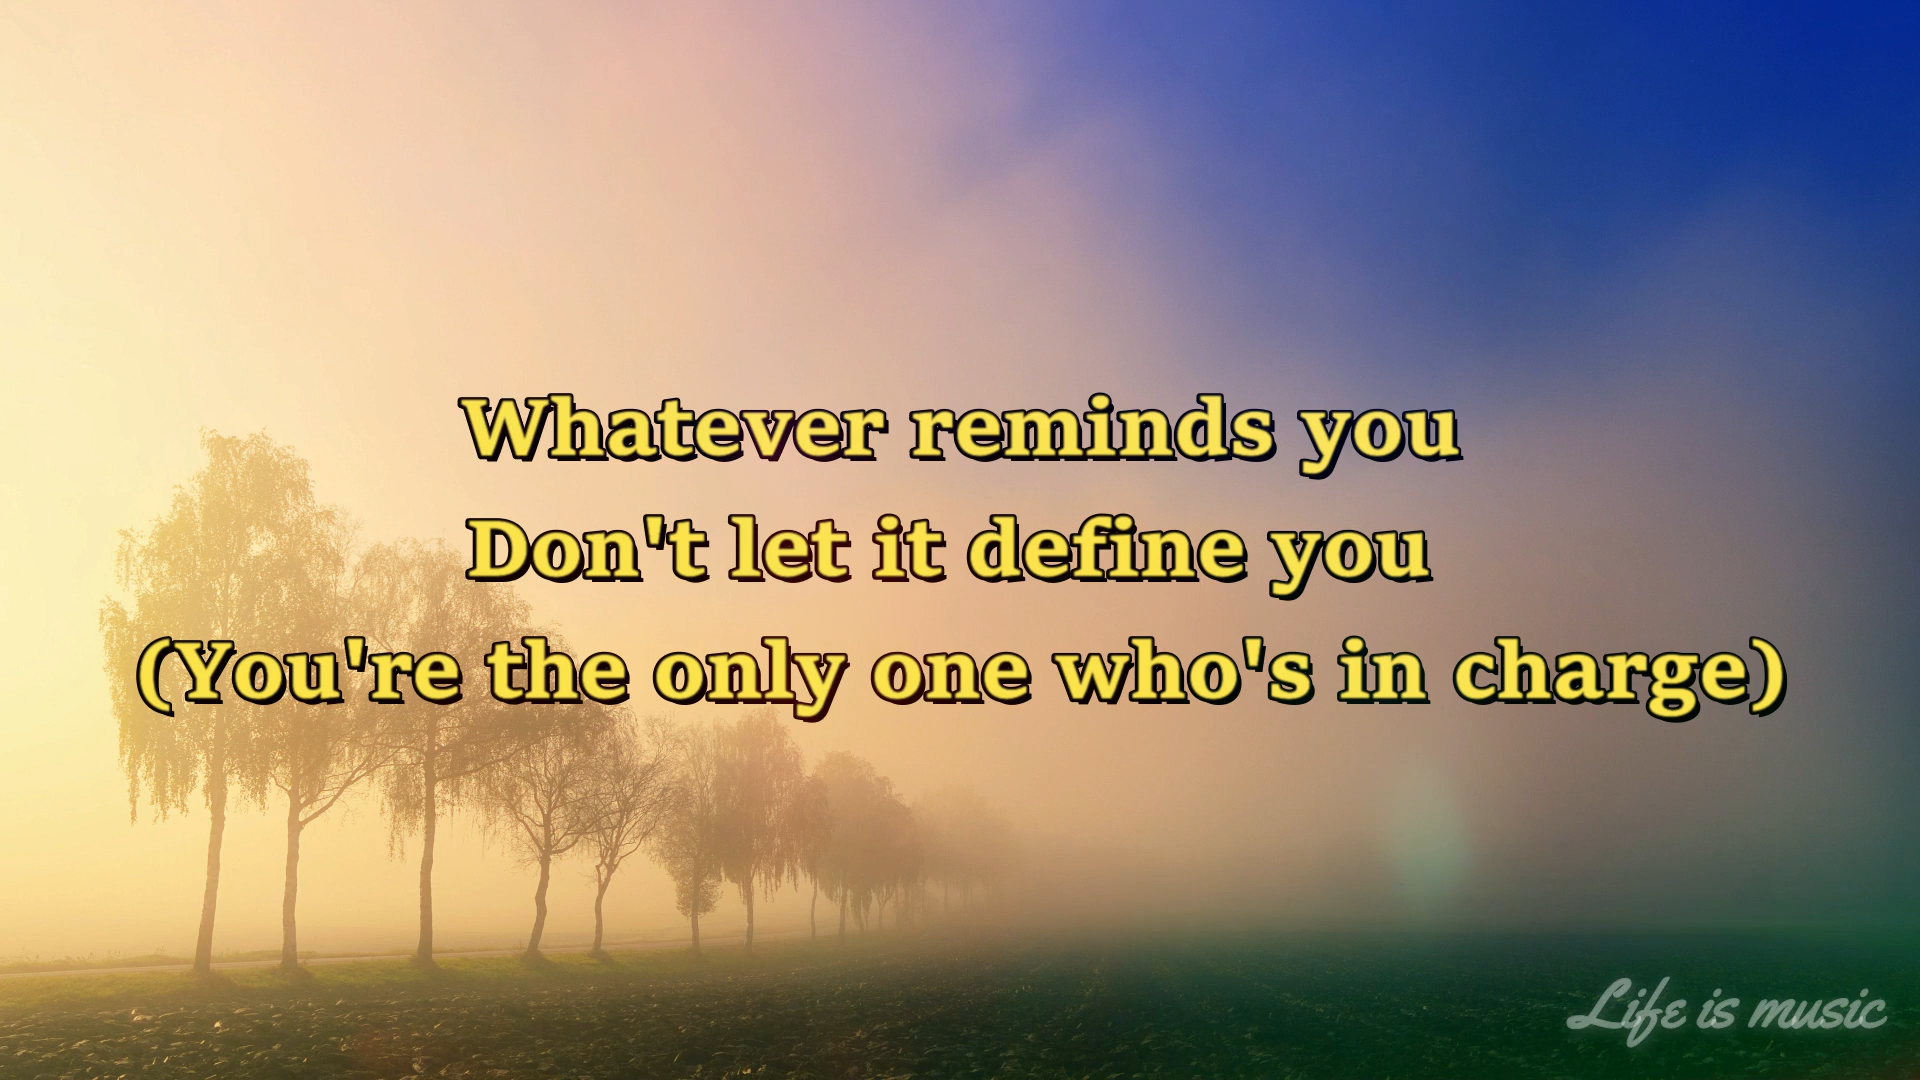 Whatever reminds you
Don't let it define you
(You're the only one who's in charge)
Life is music